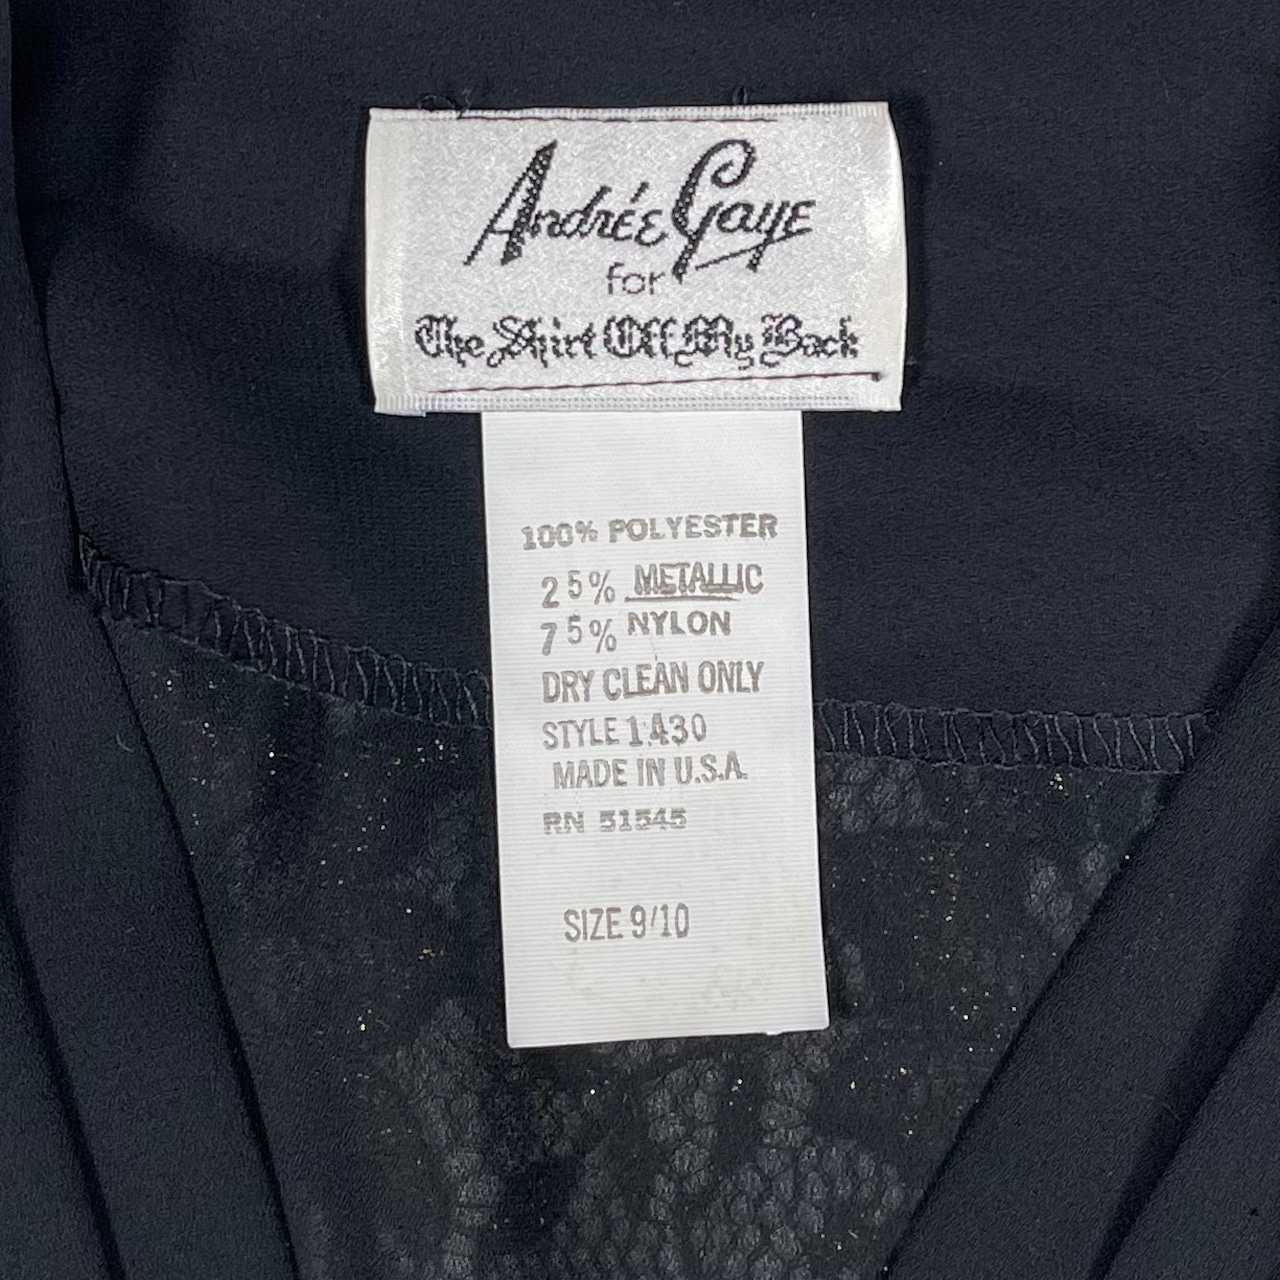 Andrée Gaye
for
The Shirt Off My Back
100% POLYESTER
25% METALLIC
75% NYLON
DRY CLEAN ONLY
STYLE 1430
MADE IN U.S.A.
RN 51545
SIZE 9/10